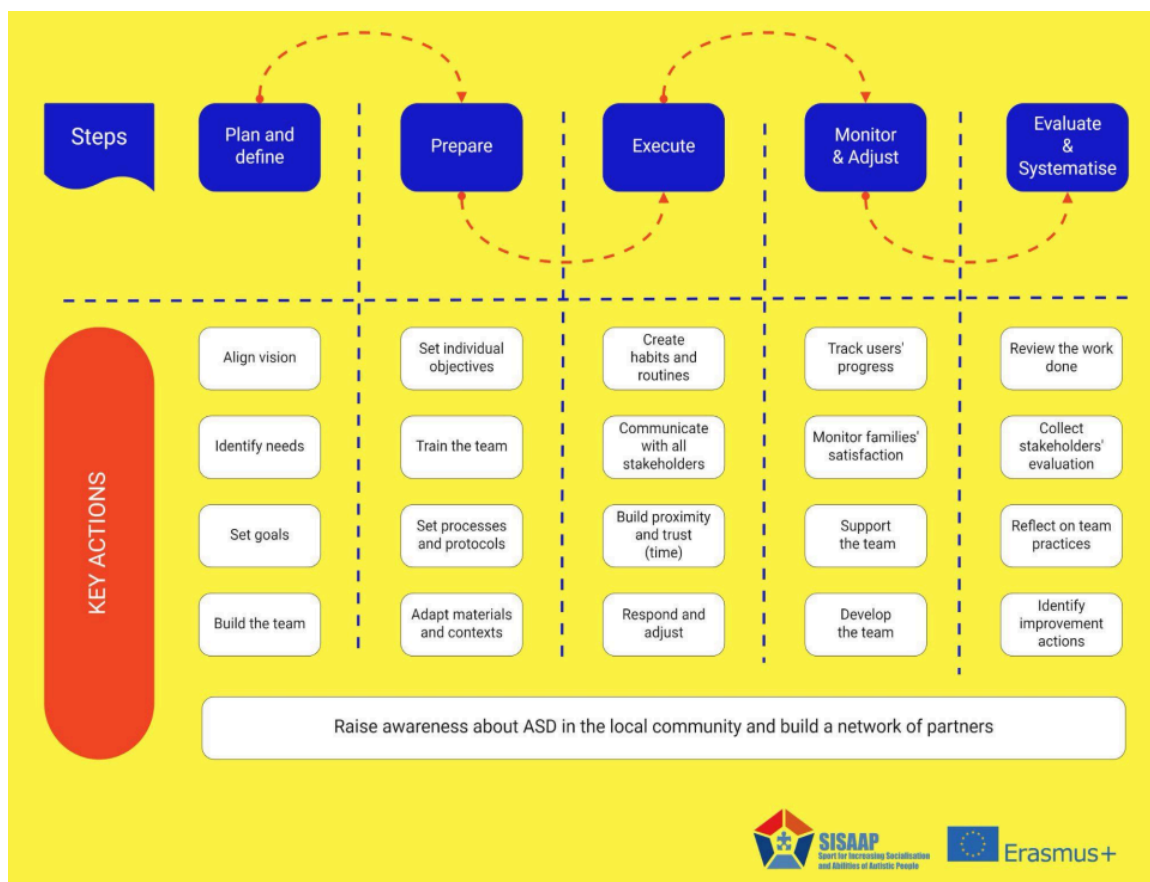 Steps
Plan and
define
Prepare
Execute
Monitor
& Adjust
Evaluate
&
Systematise
KEY ACTIONS
Align vision
Set individual
objectives
Create
habits and
routines
Track users'
progress
Review the work
done
Identify needs
Train the team
Communicate
with all
stakeholders
Monitor families'
satisfaction
Collect
stakeholders'
evaluation
Set goals
Set processes
and protocols
Build proximity
and trust
(time)
Support
the team
Reflect on team
practices
Build the team
Adapt materials
and contexts
Respond and
adjust
Develop
the team
Identify
improvement
actions
Raise awareness about ASD in the local community and build a network of partners
SISAAP
Sport for Increasing Socialisation
and Abilities of Autistic People
Erasmus+